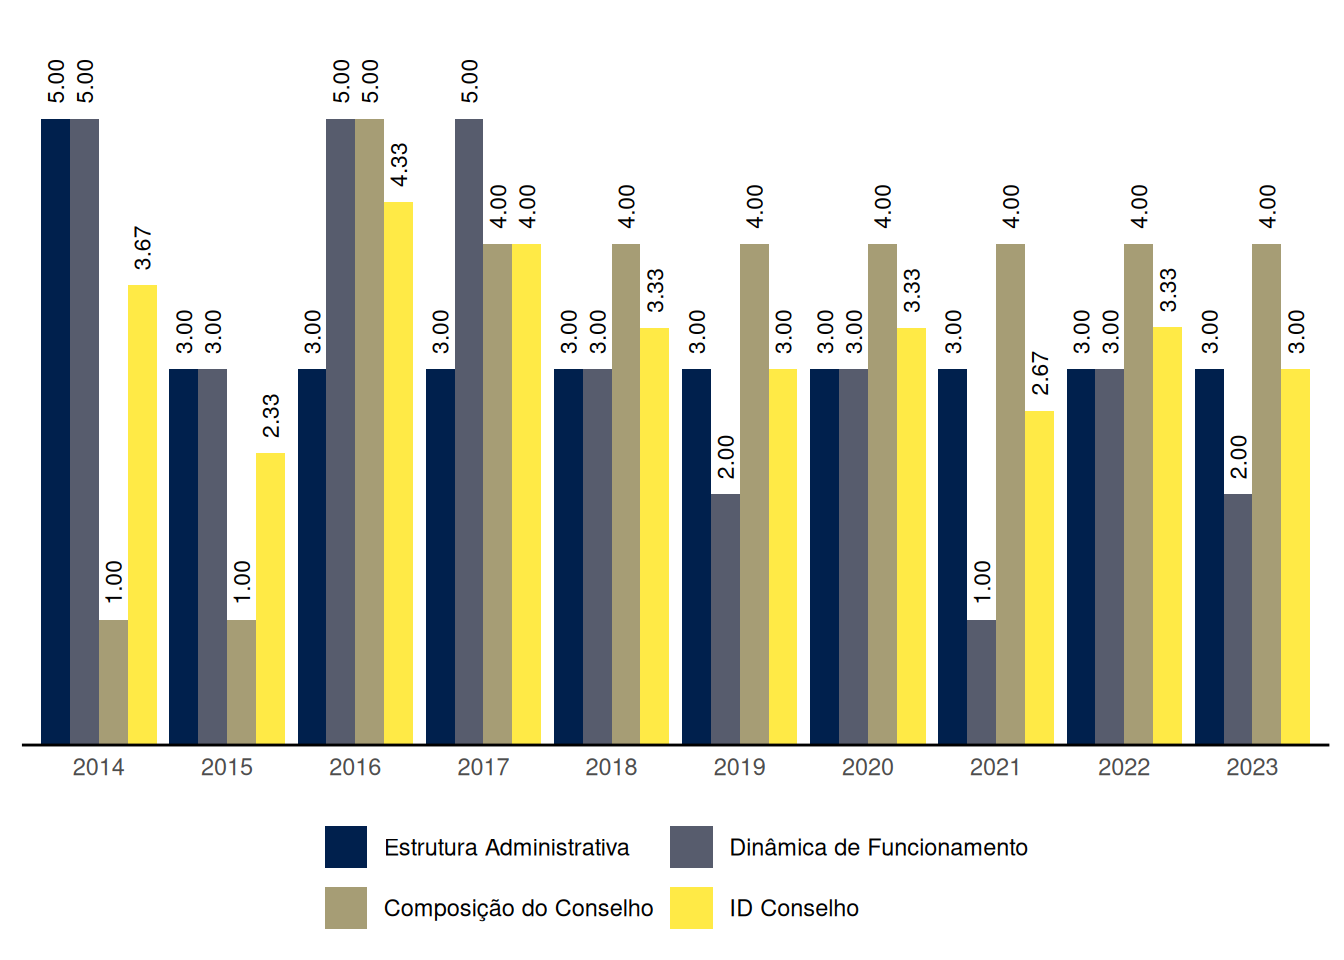 5.00 5.00 1.00 3.67 3.00 3.00 1.00 2.33 3.00 5.00 5.00 4.33 3.00 5.00 4.00 4.00 3.00 3.00 4.00 3.33 3.00 2.00 4.00 3.00 3.00 3.00 4.00 3.33 3.00 1.00 4.00 2.67 3.00 3.00 4.00 3.33 3.00 2.00 4.00 3.00
2014 2015 2016 2017 2018 2019 2020 2021 2022 2023
Estrutura Administrativa Dinâmica de Funcionamento
Composição do Conselho ID Conselho